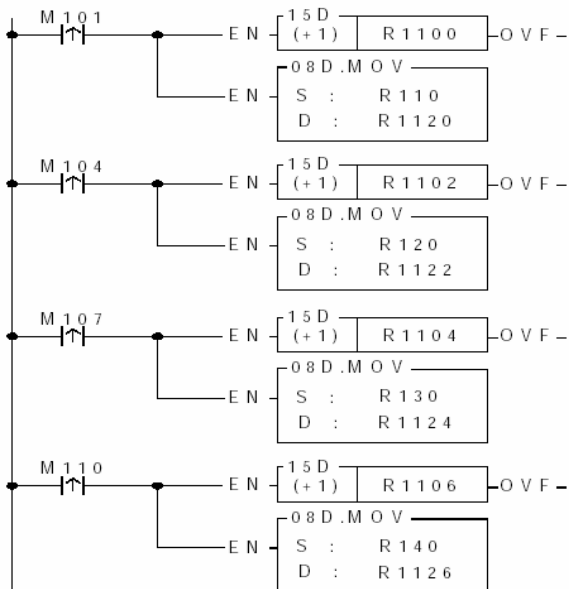 M101
15D
EN (+1) R1100 OVF
08D.MOV
EN S : R110
D : R1120
M104
15D
EN (+1) R1102 OVF
08D.MOV
EN S : R120
D : R1122
M107
15D
EN (+1) R1104 OVF
08D.MOV
EN S : R130
D : R1124
M110
15D
EN (+1) R1106 OVF
08D.MOV
EN S : R140
D : R1126